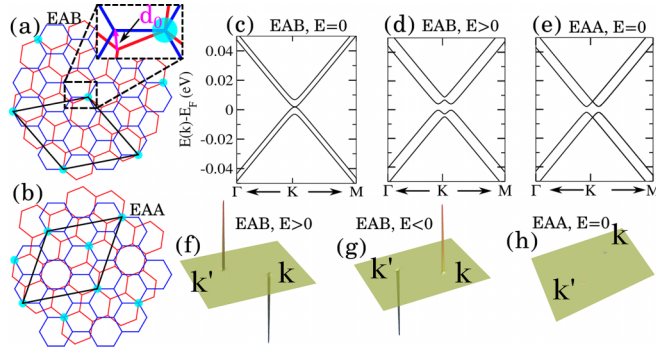 (a) EAB
d₀
(b) EAA
(c) EAB, E=0
(d) EAB, E>0
(e) EAA, E=0
E(k)-E_F (eV)
0.04
0.02
0
-0.02
-0.04
Γ K M
Γ K M
Γ K M
(f) EAB, E>0
k' k
(g) EAB, E<0
k' k
(h) EAA, E=0
k
k'